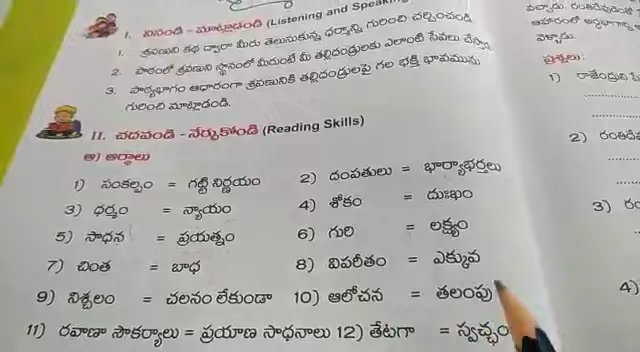 I. వినండి - మాట్లాడండి (Listening and Speaking
1. శ్రవణుని కథ ద్వారా మీరు తెలుసుకున్న ధర్మాన్ని గురించి చర్చించండి
2. పాఠంలో శ్రవణుని స్థానంలో మీరుంటే మీ తల్లిదండ్రులకు ఎలాంటి సేవలు చేస్తారు
3. పాఠ్యభాగం ఆధారంగా శ్రవణునికి తల్లిదండ్రులపై గల భక్తి భావమును
గురించి మాట్లాడండి.
II. చదవండి - నేర్చుకోండి (Reading Skills)
అ) అర్థాలు
1) సంకల్పం = గట్టి నిర్ణయం 2) దంపతులు = భార్యాభర్తలు
3) ధర్మం = న్యాయం 4) శోకం = దుఃఖం
5) సాధన = ప్రయత్నం 6) గురి = లక్ష్యం
7) చింత = బాధ 8) విపరీతం = ఎక్కువ
9) నిశ్చలం = చలనం లేకుండా 10) ఆలోచన = తలంపు
11) రవాణా సౌకర్యాలు = ప్రయాణ సాధనాలు 12) తేటగా = స్వచ్ఛం
వెళ్ళాడు.
ప్రశ్నలు:
1)
2) రంతిదేవ
3)
4)